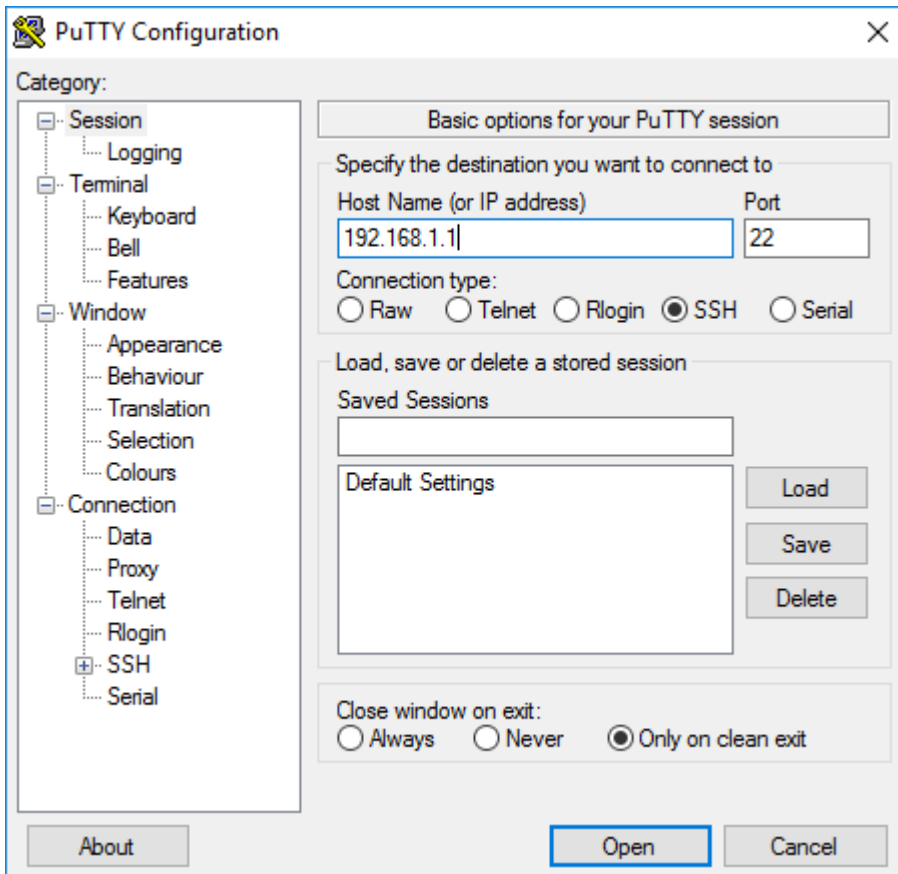 PuTTY Configuration
Category:
Session
Logging
Terminal
Keyboard
Bell
Features
Window
Appearance
Behaviour
Translation
Selection
Colours
Connection
Data
Proxy
Telnet
Rlogin
SSH
Serial
Basic options for your PuTTY session
Specify the destination you want to connect to
Host Name (or IP address) Port
192.168.1.1 22
Connection type:
Raw Telnet Rlogin SSH Serial
Load, save or delete a stored session
Saved Sessions
Default Settings
Load
Save
Delete
Close window on exit:
Always Never Only on clean exit
About Open Cancel